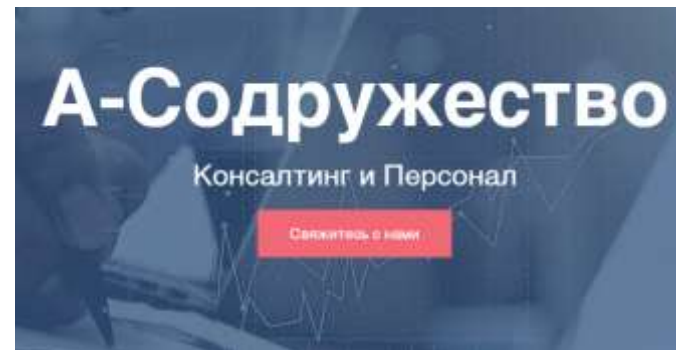 А-Содружество
Консалтинг и Персонал
Свяжитесь с нами